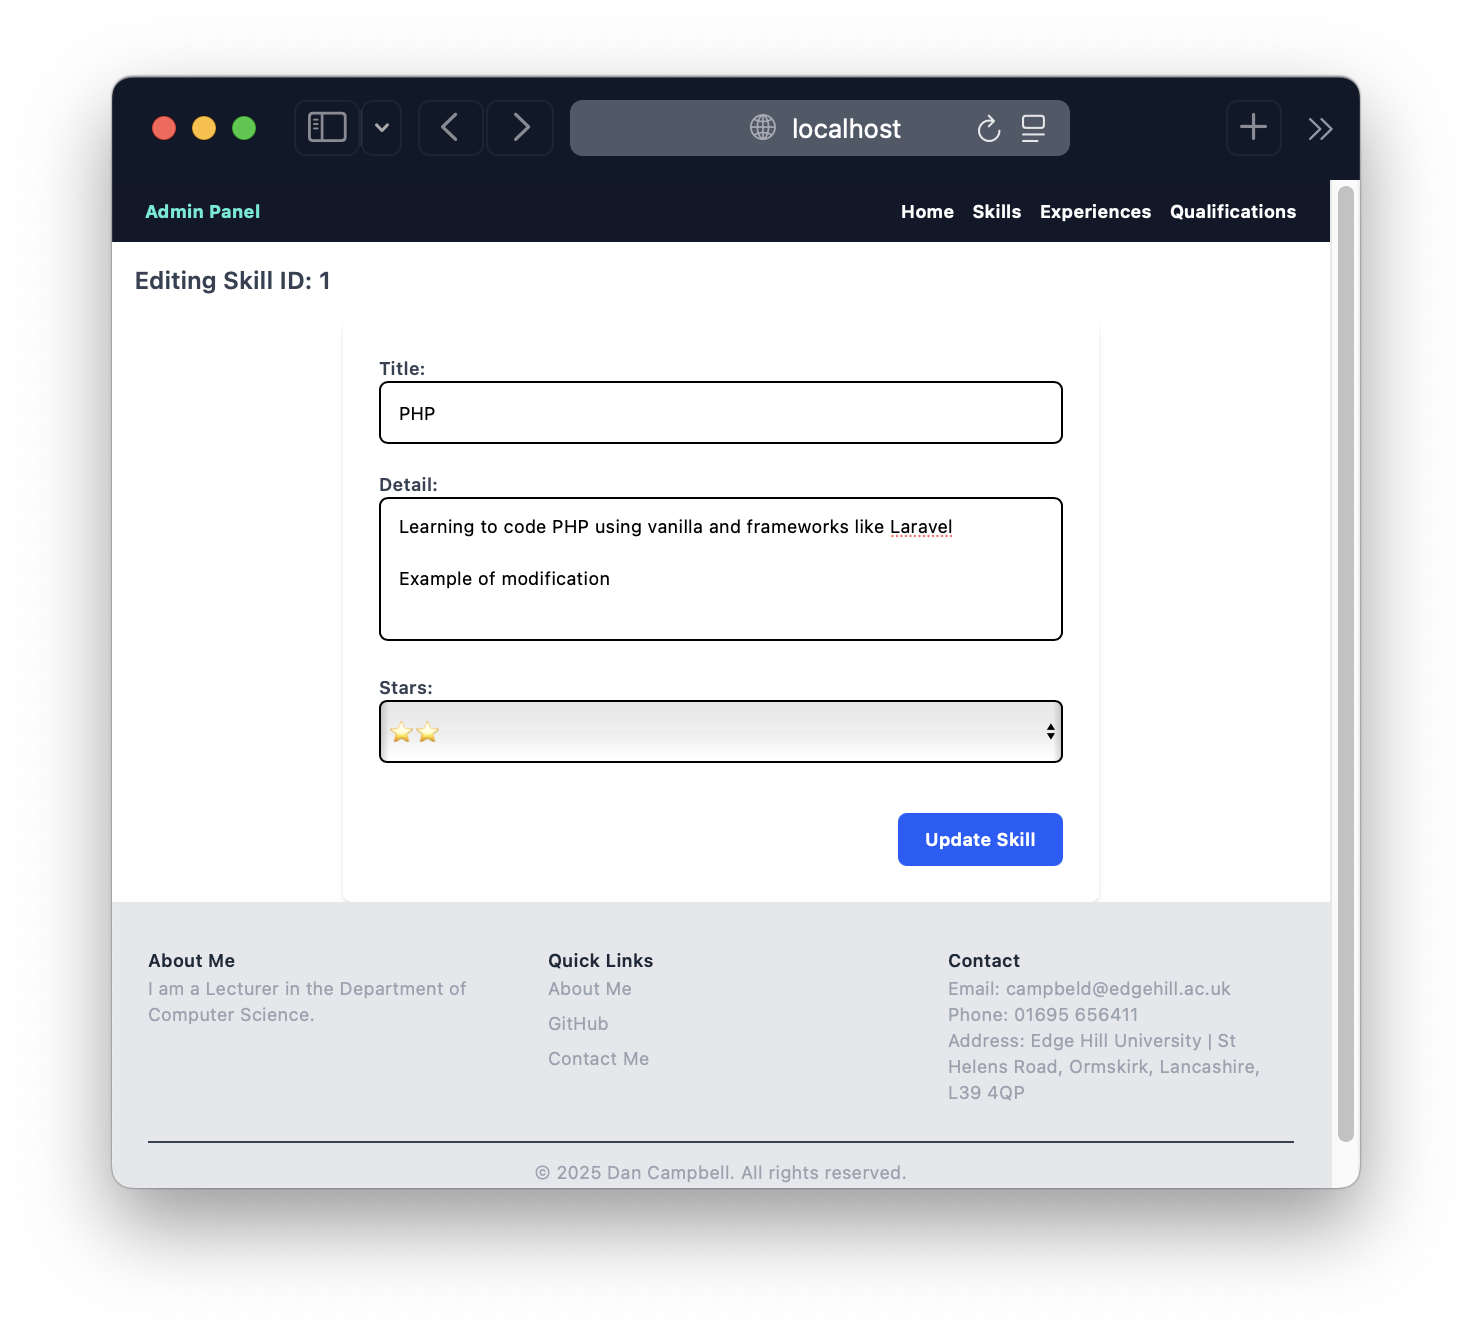 localhost
Admin Panel
Home Skills Experiences Qualifications
Editing Skill ID: 1
Title:
PHP
Detail:
Learning to code PHP using vanilla and frameworks like Laravel
Example of modification
Stars:
⭐⭐
Update Skill
About Me
I am a Lecturer in the Department of
Computer Science.
Quick Links
About Me
GitHub
Contact Me
Contact
Email: campbeld@edgehill.ac.uk
Phone: 01695 656411
Address: Edge Hill University | St
Helens Road, Ormskirk, Lancashire,
L39 4QP
© 2025 Dan Campbell. All rights reserved.